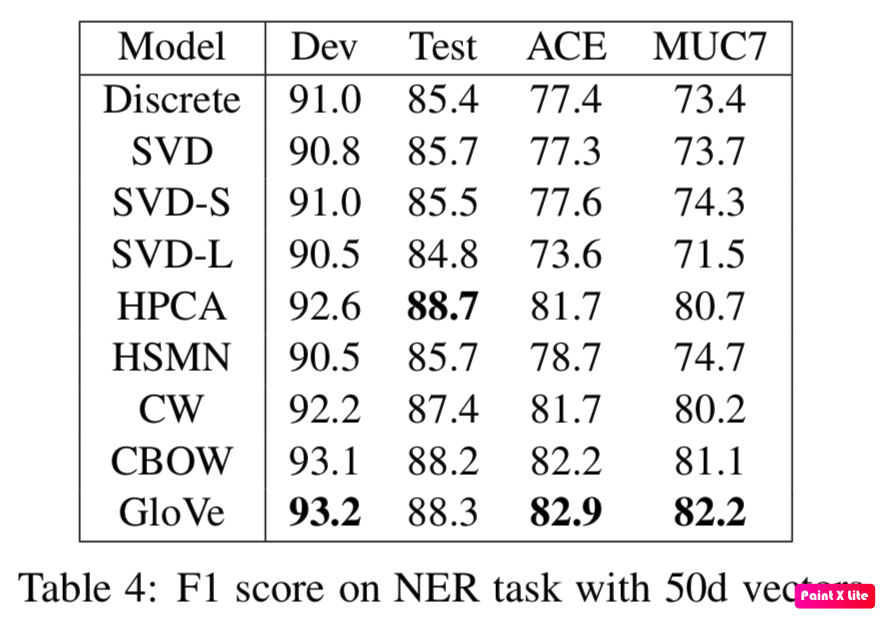 Model Dev Test ACE MUC7
Discrete 91.0 85.4 77.4 73.4
SVD 90.8 85.7 77.3 73.7
SVD-S 91.0 85.5 77.6 74.3
SVD-L 90.5 84.8 73.6 71.5
HPCA 92.6 88.7 81.7 80.7
HSMN 90.5 85.7 78.7 74.7
CW 92.2 87.4 81.7 80.2
CBOW 93.1 88.2 82.2 81.1
GloVe 93.2 88.3 82.9 82.2
Table 4: F1 score on NER task with 50d vectors
Paint X Lite